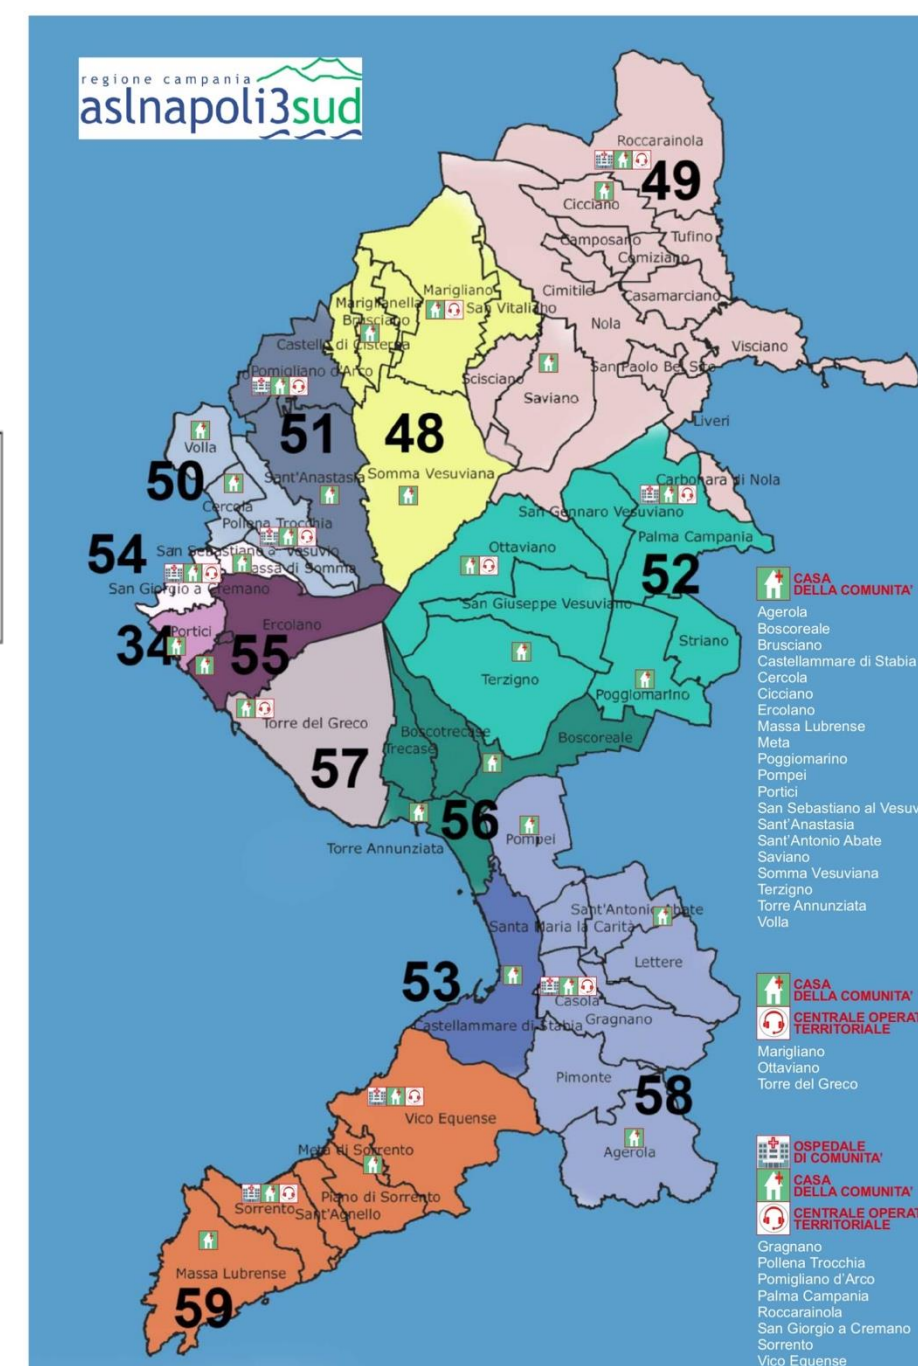 regione campania
aslnapoli3sud
Roccarainola
49
Cicciano
Camposano
Tufino
Comiziano
Marigliano
Cimitile
Casamarciano
Mariglianella
San Vitaliano
Brusciano
Nola
Castello di Cisterna
Visciano
Pomigliano d'Arco
San Paolo Bel Sito
Scisciano
Saviano
Liveri
51
48
Volla
50
Sant'Anastasia
Somma Vesuviana
Carbonara di Nola
Cercola
San Gennaro Vesuviano
Pollena Trocchia
Palma Campania
54
San Sebastiano al Vesuvio
Ottaviano
Massa di Somma
52
San Giorgio a Cremano
San Giuseppe Vesuviano
Ercolano
Portici
34
55
Striano
Terzigno
Poggiomarino
Torre del Greco
Boscotrecase
Boscoreale
Trecase
57
56
Pompei
Torre Annunziata
Sant'Antonio Abate
Santa Maria la Carità
Lettere
53
Casola
Castellammare di Stabia
Gragnano
Pimonte
58
Vico Equense
Meta di Sorrento
Agerola
Piano di Sorrento
Sorrento
Sant'Agnello
Massa Lubrense
59
CASA
DELLA COMUNITA'
Agerola
Boscoreale
Brusciano
Castellammare di Stabia
Cercola
Cicciano
Ercolano
Massa Lubrense
Meta
Poggiomarino
Pompei
Portici
San Sebastiano al Vesuv
Sant'Anastasia
Sant'Antonio Abate
Saviano
Somma Vesuviana
Terzigno
Torre Annunziata
Volla
CASA
DELLA COMUNITA'
CENTRALE OPERAT
TERRITORIALE
Marigliano
Ottaviano
Torre del Greco
OSPEDALE
DI COMUNITA'
CASA
DELLA COMUNITA'
CENTRALE OPERAT
TERRITORIALE
Gragnano
Pollena Trocchia
Pomigliano d'Arco
Palma Campania
Roccarainola
San Giorgio a Cremano
Sorrento
Vico Equense